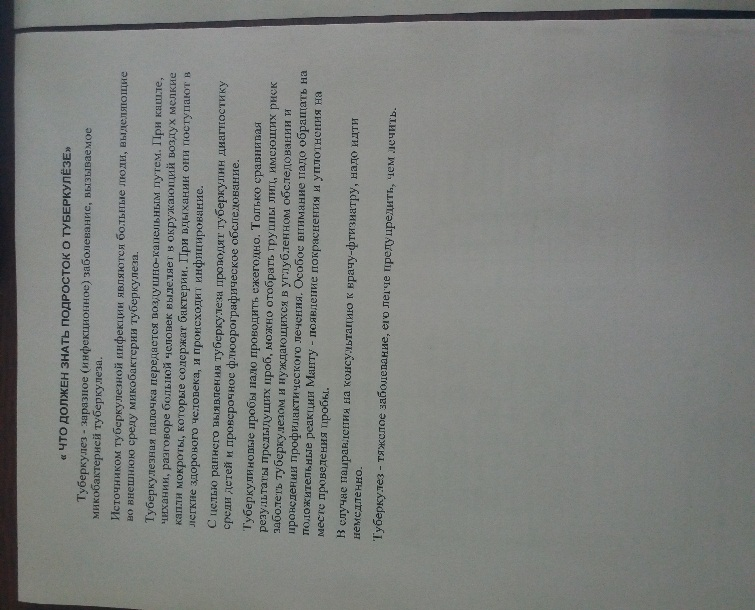 « ЧТО ДОЛЖЕН ЗНАТЬ ПОДРОСТОК О ТУБЕРКУЛЁЗЕ»
Туберкулез - заразное (инфекционное) заболевание, вызываемое
микобактерией туберкулеза.
Источником туберкулезной инфекции являются больные люди, выделяющие
во внешнюю среду микобактерии туберкулеза.
Туберкулезная палочка передается воздушно-капельным путем. При кашле,
чихании, разговоре больной человек выделяет в окружающий воздух мелкие
капли мокроты, которые содержат бактерии. При вдыхании они поступают в
легкие здорового человека, и происходит инфицирование.
С целью раннего выявления туберкулеза проводят туберкулин диагностику
среди детей и проверочное флюорографическое обследование.
Туберкулиновые пробы надо проводить ежегодно. Только сравнивая
результаты предыдущих проб, можно отобрать группы лиц, имеющих риск
заболеть туберкулезом и нуждающихся в углубленном обследовании и
проведении профилактического лечения. Особое внимание надо обращать на
положительные реакции Манту - появление покраснения и уплотнения на
месте проведения пробы.
В случае направления на консультацию к врачу-фтизиатру, надо идти
немедленно.
Туберкулез - тяжелое заболевание, его легче предупредить, чем лечить.